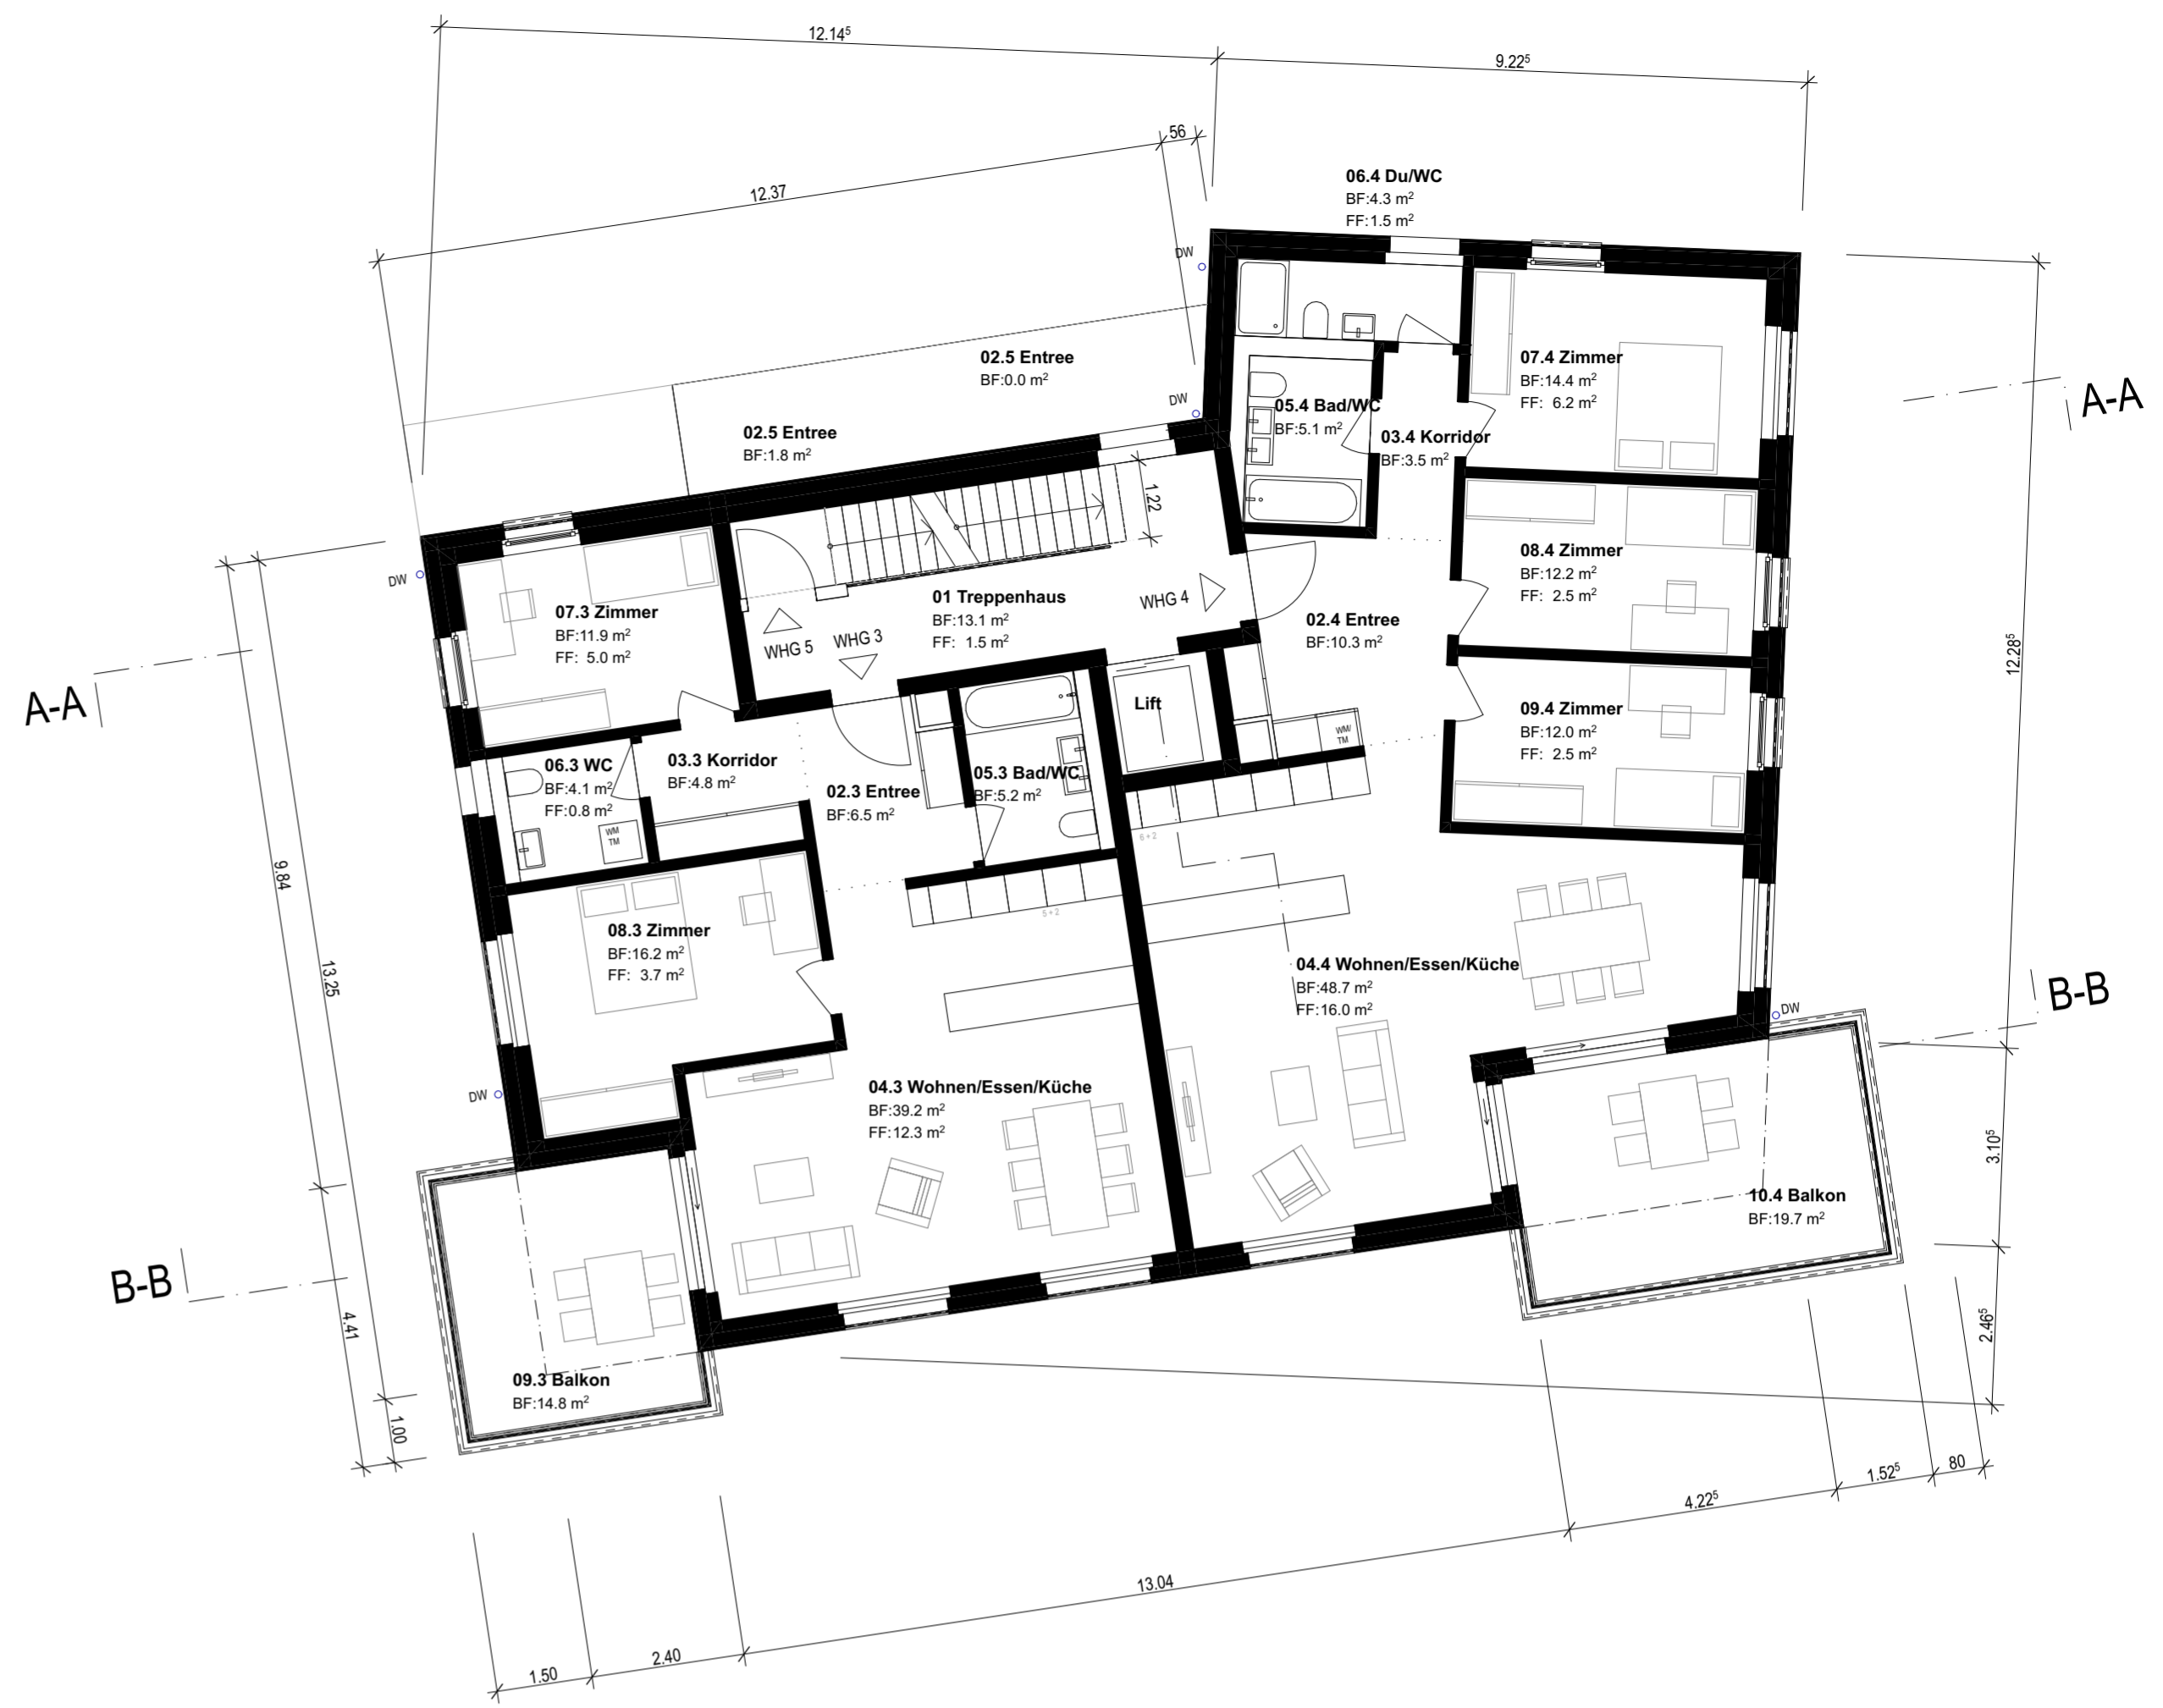 12.14⁵
9.22⁵
56
12.37
06.4 Du/WC
BF:4.3 m²
FF:1.5 m²
DW
02.5 Entree
BF:0.0 m²
DW
07.4 Zimmer
BF:14.4 m²
FF: 6.2 m²
A-A
05.4 Bad/WC
BF:5.1 m²
03.4 Korridor
BF:3.5 m²
02.5 Entree
BF:1.8 m²
1.22
DW
08.4 Zimmer
BF:12.2 m²
FF: 2.5 m²
07.3 Zimmer
BF:11.9 m²
FF: 5.0 m²
01 Treppenhaus
BF:13.1 m²
FF: 1.5 m²
WHG 4
WHG 3
WHG 5
02.4 Entree
BF:10.3 m²
12.28⁵
A-A
Lift
09.4 Zimmer
BF:12.0 m²
FF: 2.5 m²
WM/
TM
06.3 WC
BF:4.1 m²
FF:0.8 m²
03.3 Korridor
BF:4.8 m²
02.3 Entree
BF:6.5 m²
05.3 Bad/WC
BF:5.2 m²
WM
TM
5+2
6+2
9.84
13.25
08.3 Zimmer
BF:16.2 m²
FF: 3.7 m²
04.4 Wohnen/Essen/Küche
BF:48.7 m²
FF:16.0 m²
B-B
DW
DW
04.3 Wohnen/Essen/Küche
BF:39.2 m²
FF:12.3 m²
3.10⁵
10.4 Balkon
BF:19.7 m²
B-B
4.41
2.46⁵
09.3 Balkon
BF:14.8 m²
1.00
80
1.52⁵
4.22⁵
13.04
2.40
1.50